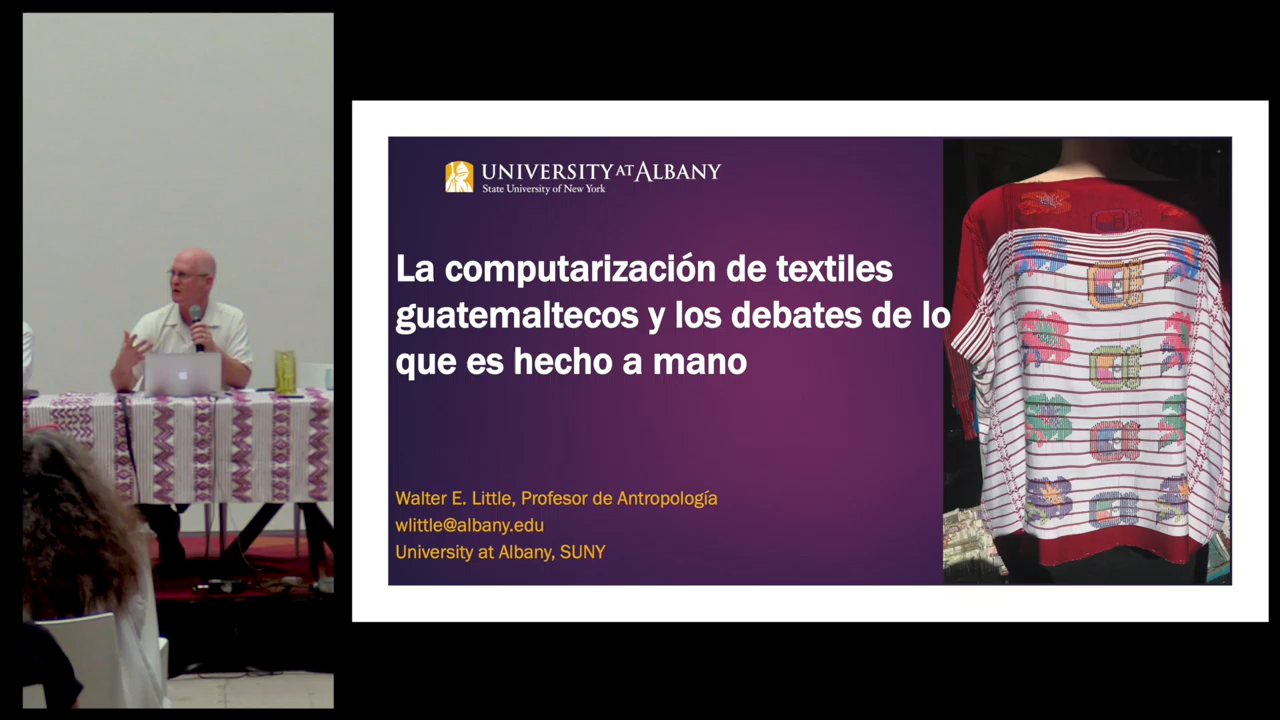 UNIVERSITY AT ALBANY
State University of New York
La computarización de textiles
guatemaltecos y los debates de lo
que es hecho a mano
Walter E. Little, Profesor de Antropología
wlittle@albany.edu
University at Albany, SUNY